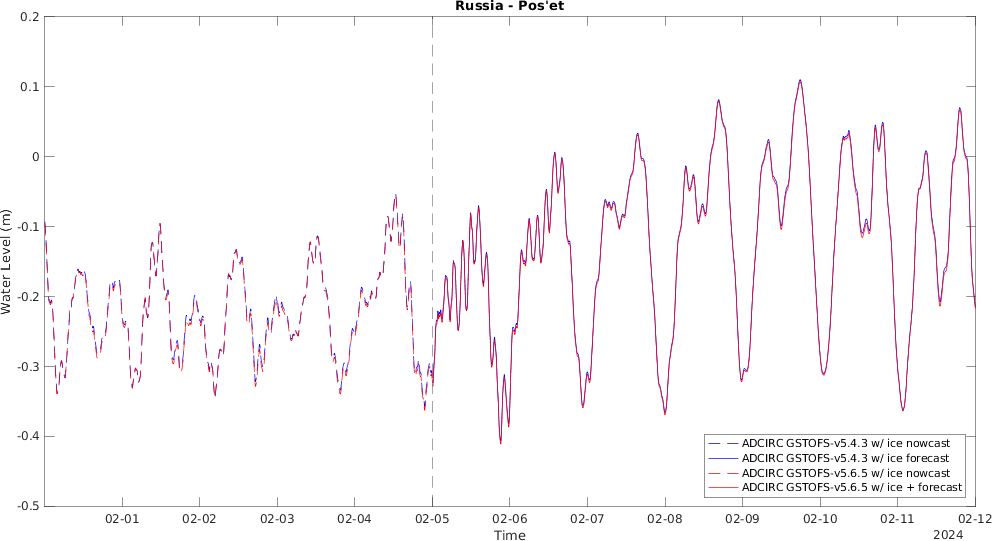 Russia - Pos'et
0.2
0.1
0
-0.1
-0.2
-0.3
-0.4
-0.5
Water Level (m)
02-01 02-02 02-03 02-04 02-05 02-06 02-07 02-08 02-09 02-10 02-11 02-12
Time
2024
ADCIRC GSTOFS-v5.4.3 w/ ice nowcast
ADCIRC GSTOFS-v5.4.3 w/ ice forecast
ADCIRC GSTOFS-v5.6.5 w/ ice nowcast
ADCIRC GSTOFS-v5.6.5 w/ ice + forecast